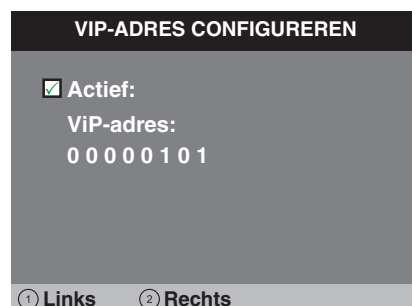 VIP-ADRES CONFIGUREREN
Actief:
ViP-adres:
0 0 0 0 0 1 0 1
① Links ② Rechts